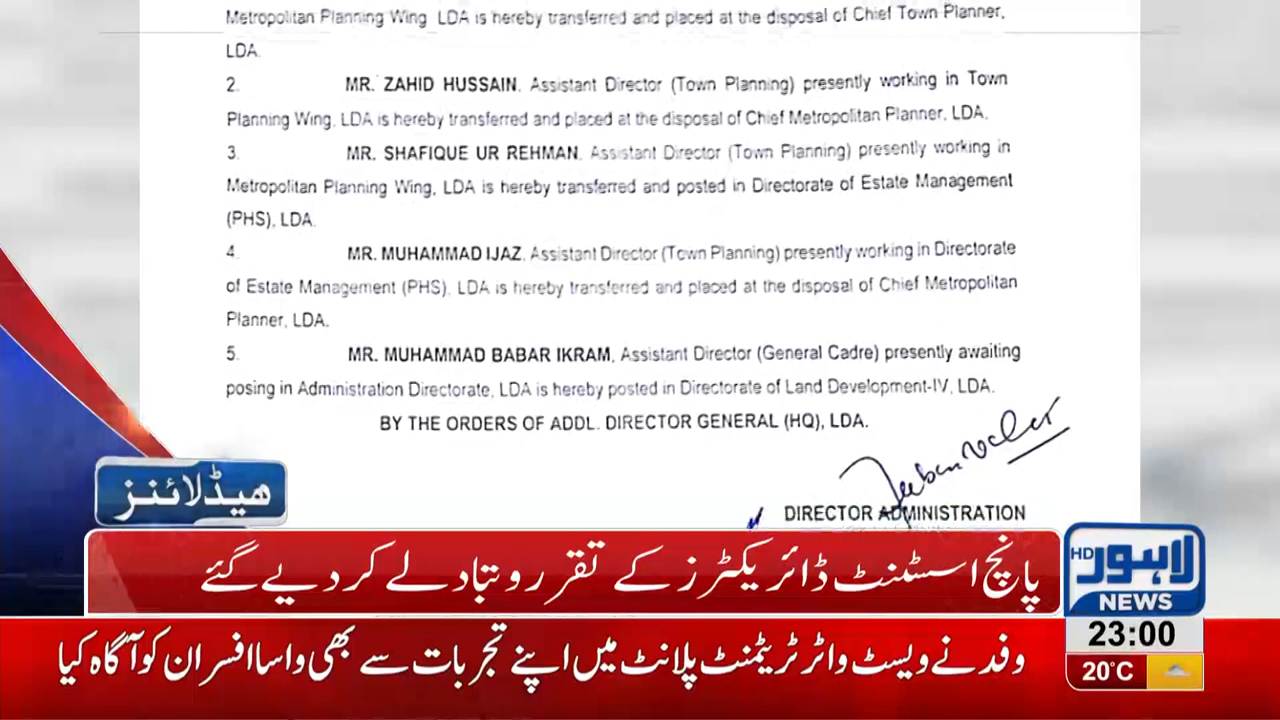 Metropolitan Planning Wing LDA is hereby transferred and placed at the disposal of Chief Town Planner,
LDA.
2. MR. ZAHID HUSSAIN, Assistant Director (Town Planning) presently working in Town
Planning Wing, LDA is hereby transferred and placed at the disposal of Chief Metropolitan Planner, LDA.
3. MR. SHAFIQUE UR REHMAN, Assistant Director (Town Planning) presently working in
Metropolitan Planning Wing, LDA is hereby transferred and posted in Directorate of Estate Management
(PHS), LDA.
4. MR. MUHAMMAD IJAZ, Assistant Director (Town Planning) presently working in Directorate
of Estate Management (PHS), LDA is hereby transferred and placed at the disposal of Chief Metropolitan
Planner, LDA.
5. MR. MUHAMMAD BABAR IKRAM, Assistant Director (General Cadre) presently awaiting
posing in Administration Directorate, LDA is hereby posted in Directorate of Land Development-IV, LDA.
BY THE ORDERS OF ADDL. DIRECTOR GENERAL (HQ), LDA.
DIRECTOR ADMINISTRATION
ہیڈلائنز
پانچ اسسٹنٹ ڈائریکٹرز کے تقرر و تبادلے کر دیے گئے
لاہور HD
NEWS
23:00
20°C
وفد نے ویسٹ واٹر ٹریٹمنٹ پلانٹ میں اپنے تجربات سے بھی واسا افسران کو آگاہ کیا